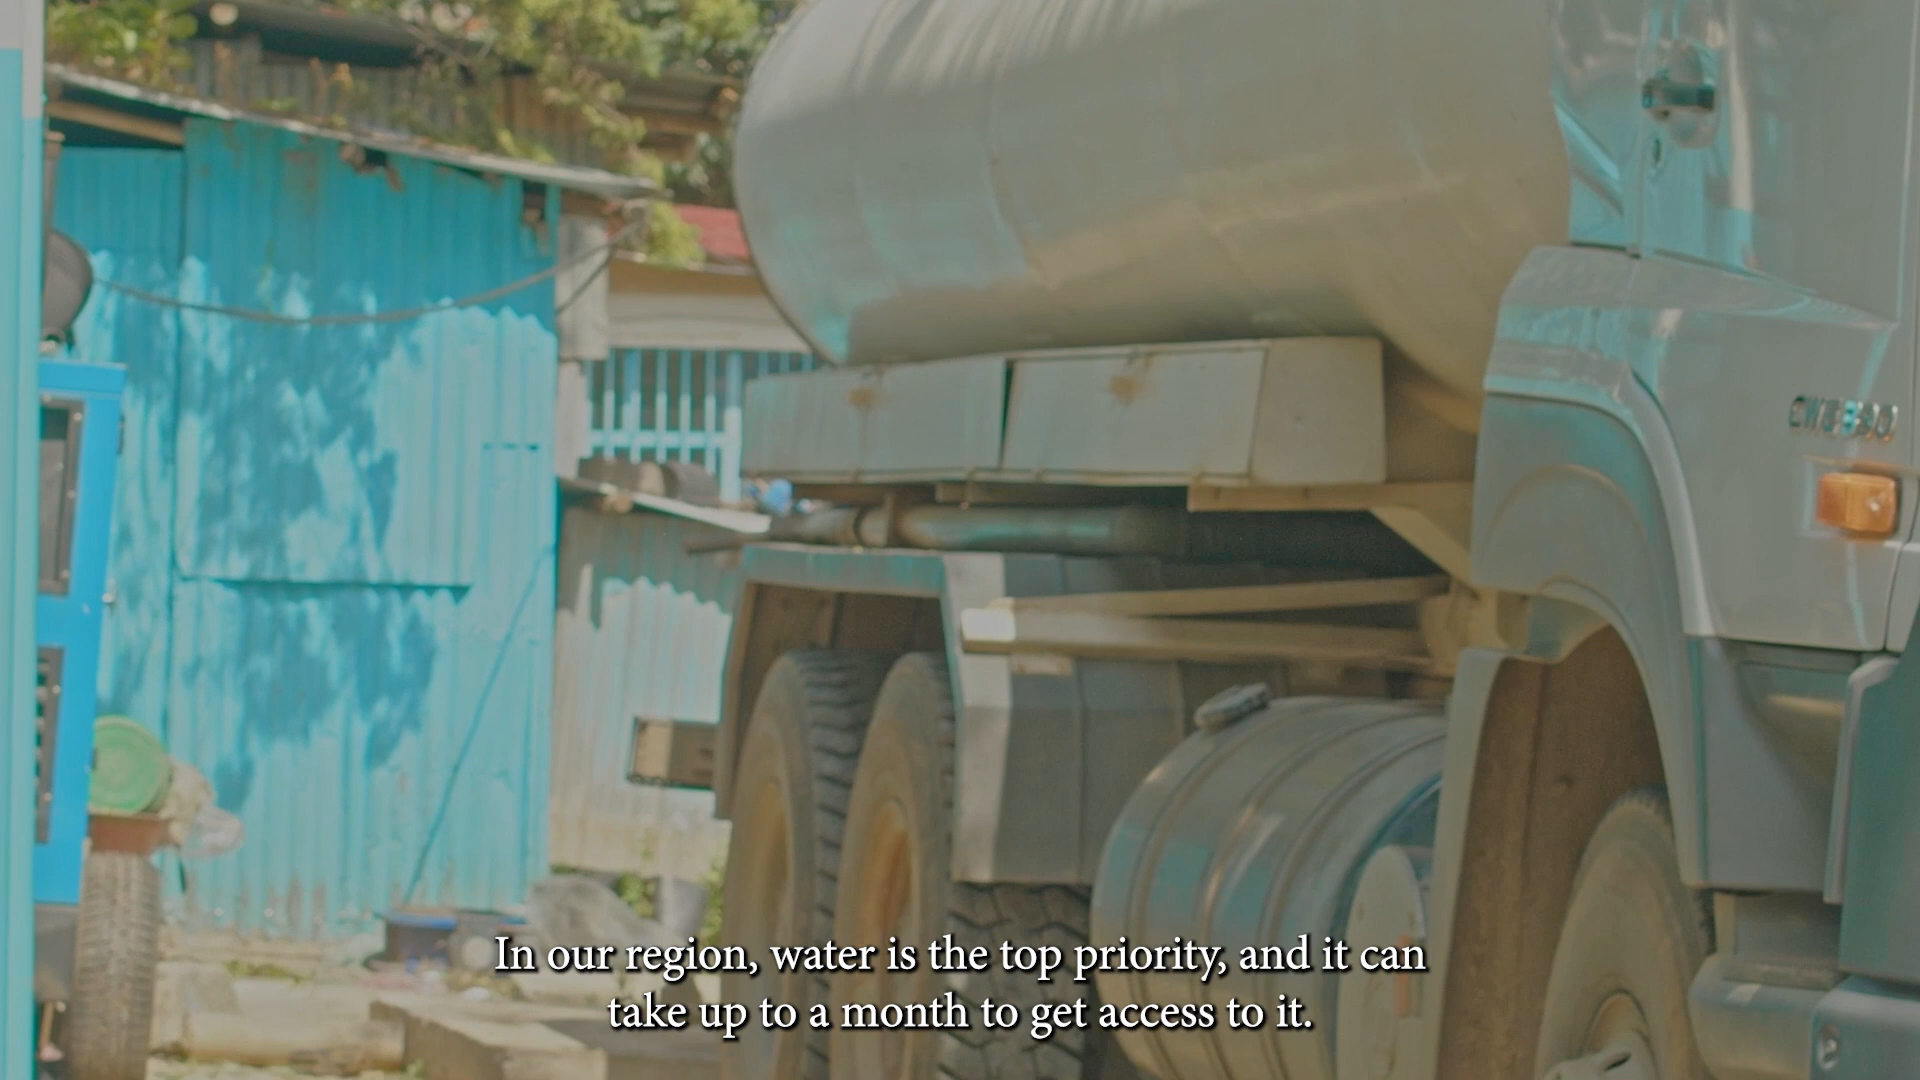 In our region, water is the top priority, and it can
take up to a month to get access to it.